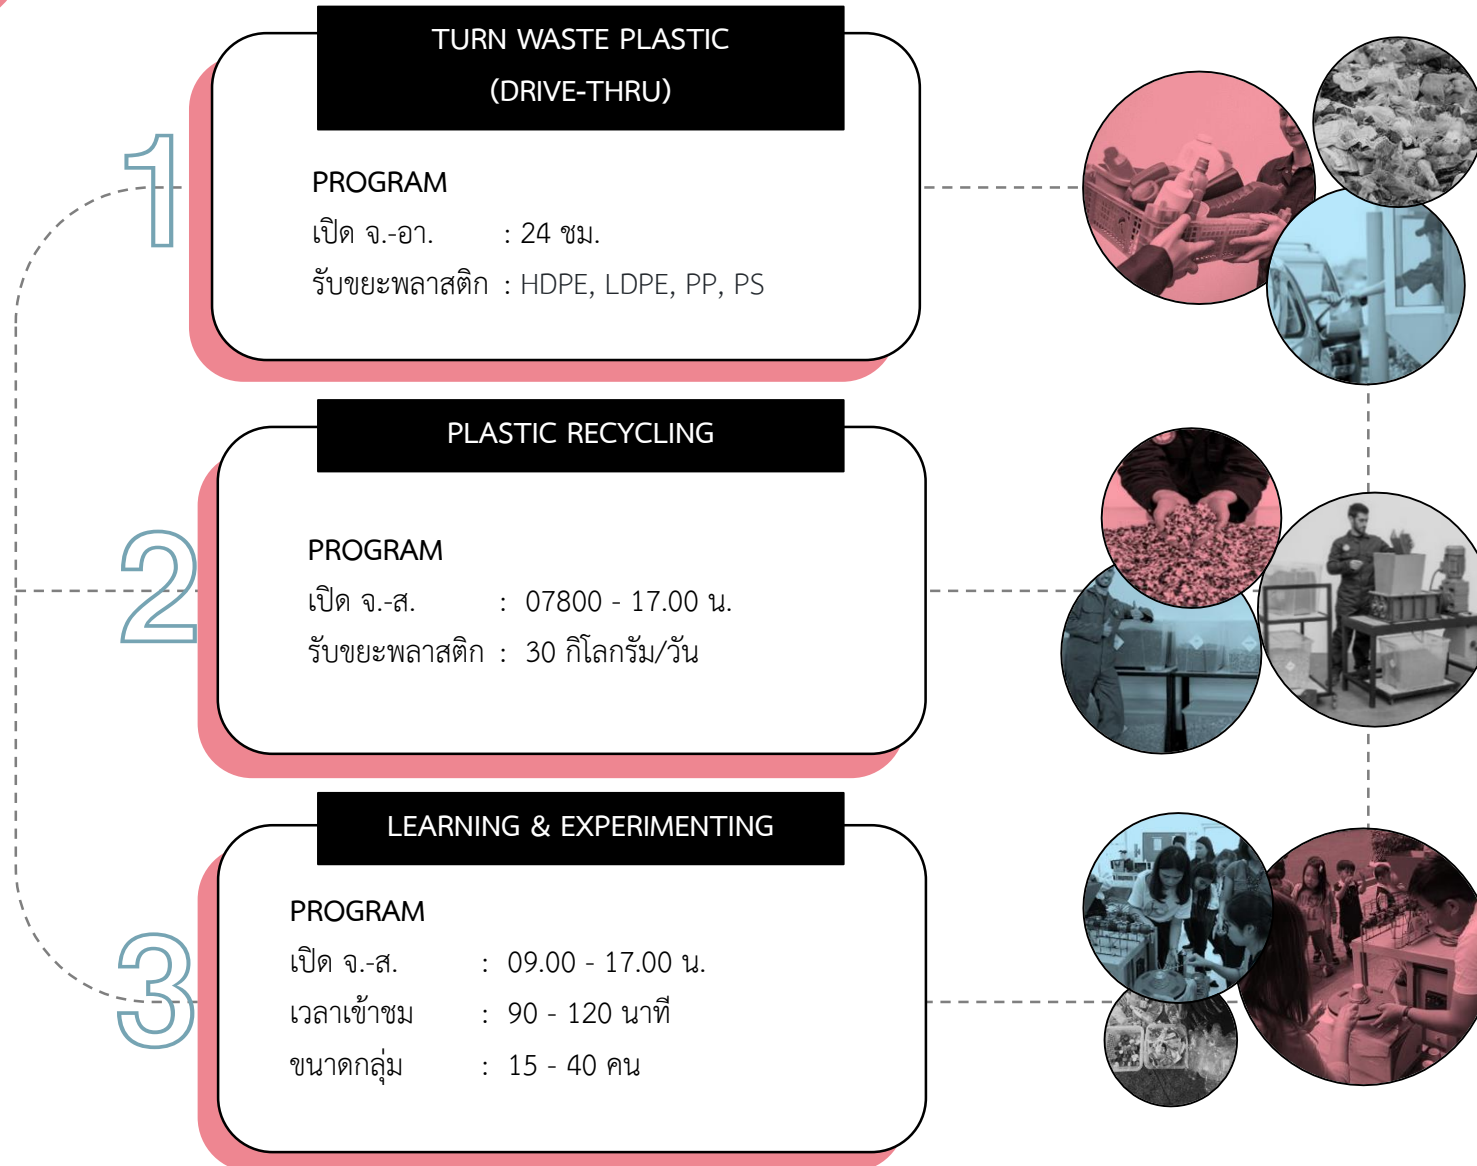 1
TURN WASTE PLASTIC
(DRIVE-THRU)
PROGRAM
เปิด จ.-อา. : 24 ชม.
รับขยะพลาสติก : HDPE, LDPE, PP, PS
2
PLASTIC RECYCLING
PROGRAM
เปิด จ.-ส. : 07800 - 17.00 น.
รับขยะพลาสติก : 30 กิโลกรัม/วัน
3
LEARNING & EXPERIMENTING
PROGRAM
เปิด จ.-ส. : 09.00 - 17.00 น.
เวลาเข้าชม : 90 - 120 นาที
ขนาดกลุ่ม : 15 - 40 คน